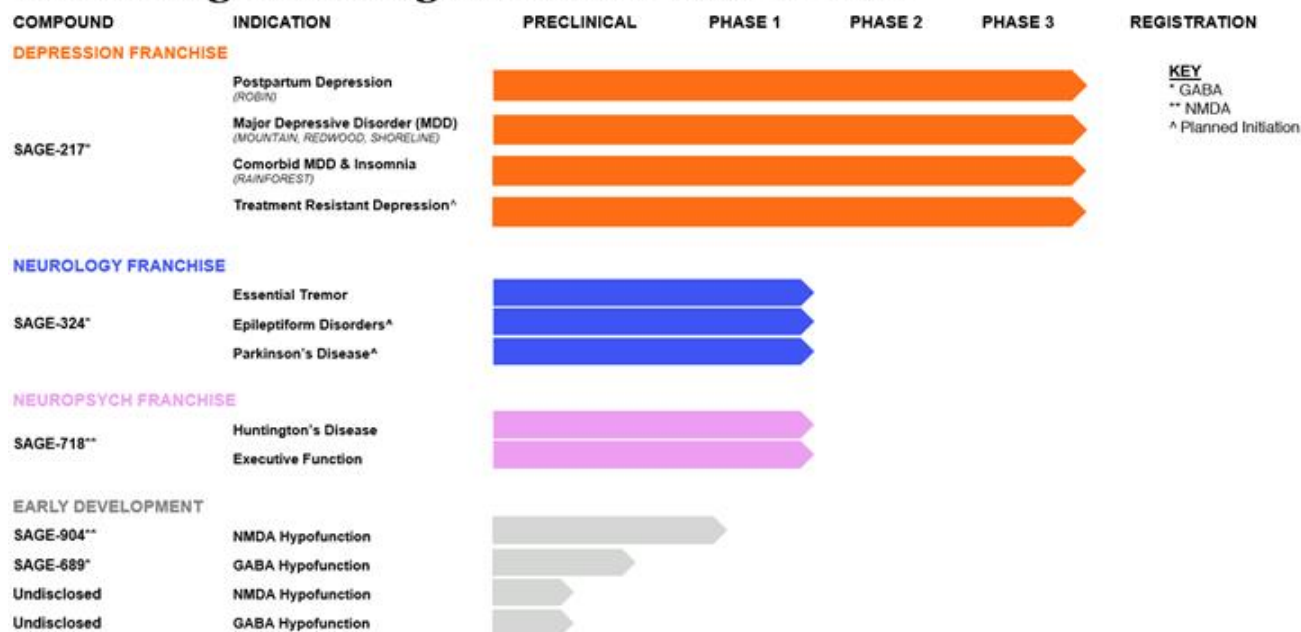 COMPOUND INDICATION PRECLINICAL PHASE 1 PHASE 2 PHASE 3 REGISTRATION
DEPRESSION FRANCHISE
KEY
* GABA
** NMDA
^ Planned Initiation
SAGE-217*
Postpartum Depression
(ROBIN)
Major Depressive Disorder (MDD)
(MOUNTAIN, REDWOOD, SHORELINE)
Comorbid MDD & Insomnia
(RAINFOREST)
Treatment Resistant Depression^
NEUROLOGY FRANCHISE
SAGE-324*
Essential Tremor
Epileptiform Disorders^
Parkinson's Disease^
NEUROPSYCH FRANCHISE
SAGE-718**
Huntington's Disease
Executive Function
EARLY DEVELOPMENT
SAGE-904** NMDA Hypofunction
SAGE-689* GABA Hypofunction
Undisclosed NMDA Hypofunction
Undisclosed GABA Hypofunction